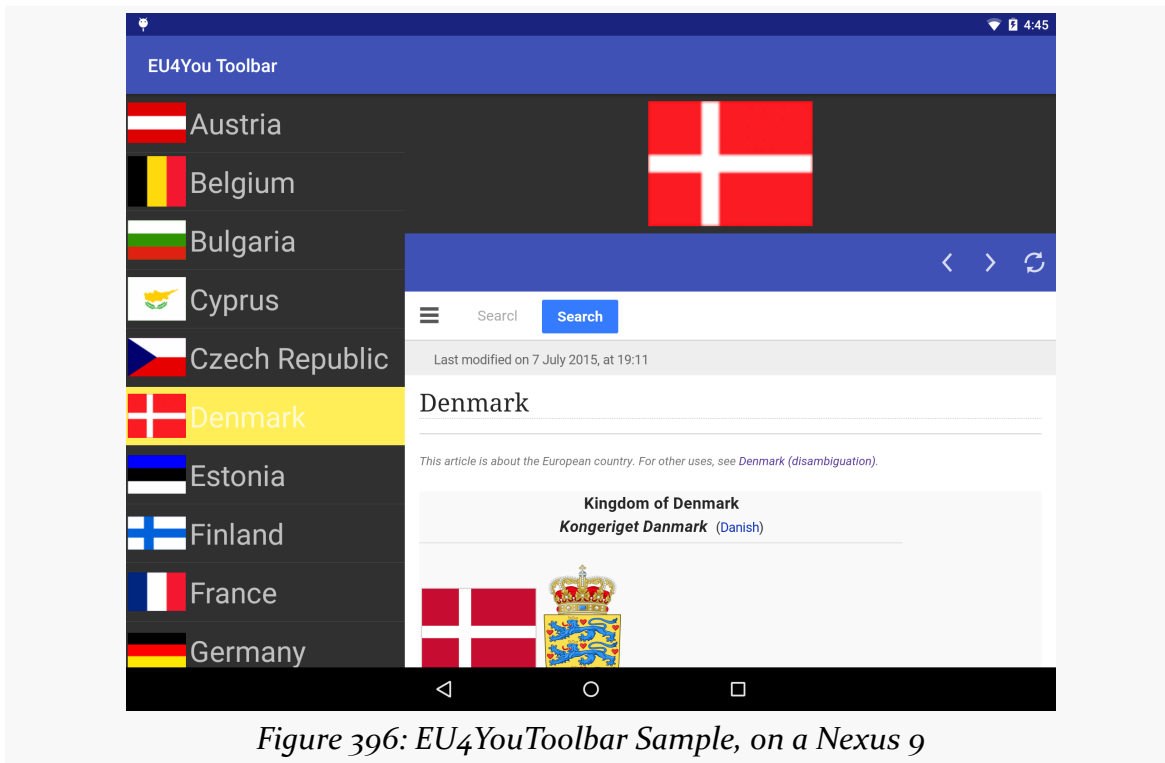 4:45
EU4You Toolbar
Austria
Belgium
Bulgaria
Cyprus
Czech Republic
Denmark
Estonia
Finland
France
Germany
Searcl
Search
Last modified on 7 July 2015, at 19:11
Denmark
This article is about the European country. For other uses, see Denmark (disambiguation).
Kingdom of Denmark
Kongeriget Danmark (Danish)
Figure 396: EU4YouToolbar Sample, on a Nexus 9